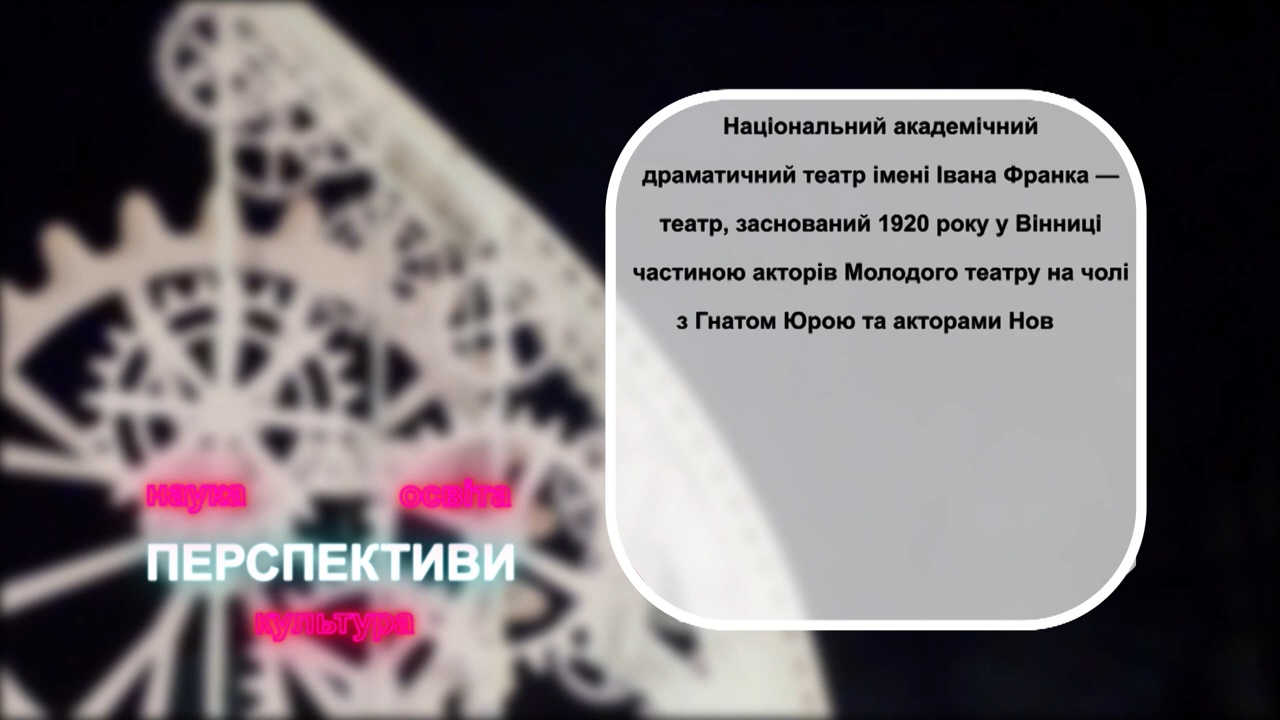 Національний академічний
драматичний театр імені Івана Франка —
театр, заснований 1920 року у Вінниці
частиною акторів Молодого театру на чолі
з Гнатом Юрою та акторами Нов
наука освіта
ПЕРСПЕКТИВИ
культура